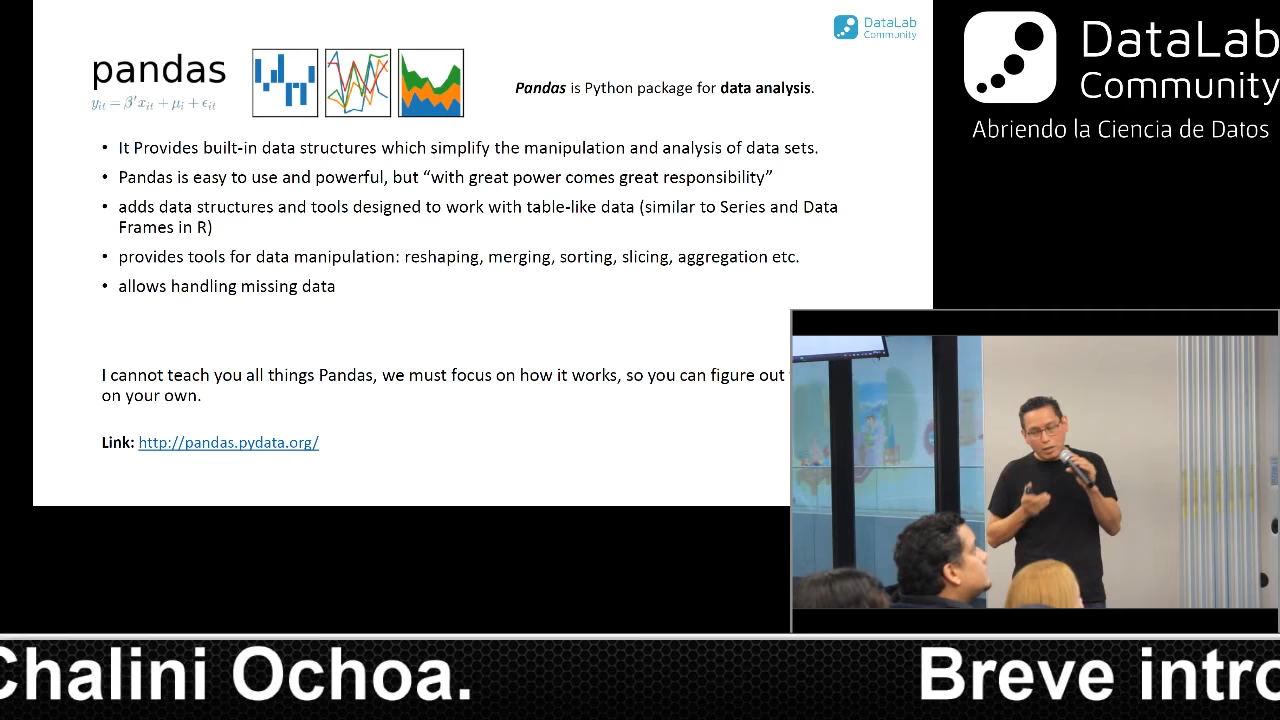 DataLab
Community
pandas
y_it = β'x_it + μ_i + ϵ_it
Pandas is Python package for data analysis.
• It Provides built-in data structures which simplify the manipulation and analysis of data sets.
• Pandas is easy to use and powerful, but “with great power comes great responsibility”
• adds data structures and tools designed to work with table-like data (similar to Series and Data
Frames in R)
• provides tools for data manipulation: reshaping, merging, sorting, slicing, aggregation etc.
• allows handling missing data
I cannot teach you all things Pandas, we must focus on how it works, so you can figure out
on your own.
Link: http://pandas.pydata.org/
DataLab
Community
Abriendo la Ciencia de Datos
Chalini Ochoa. Breve intro